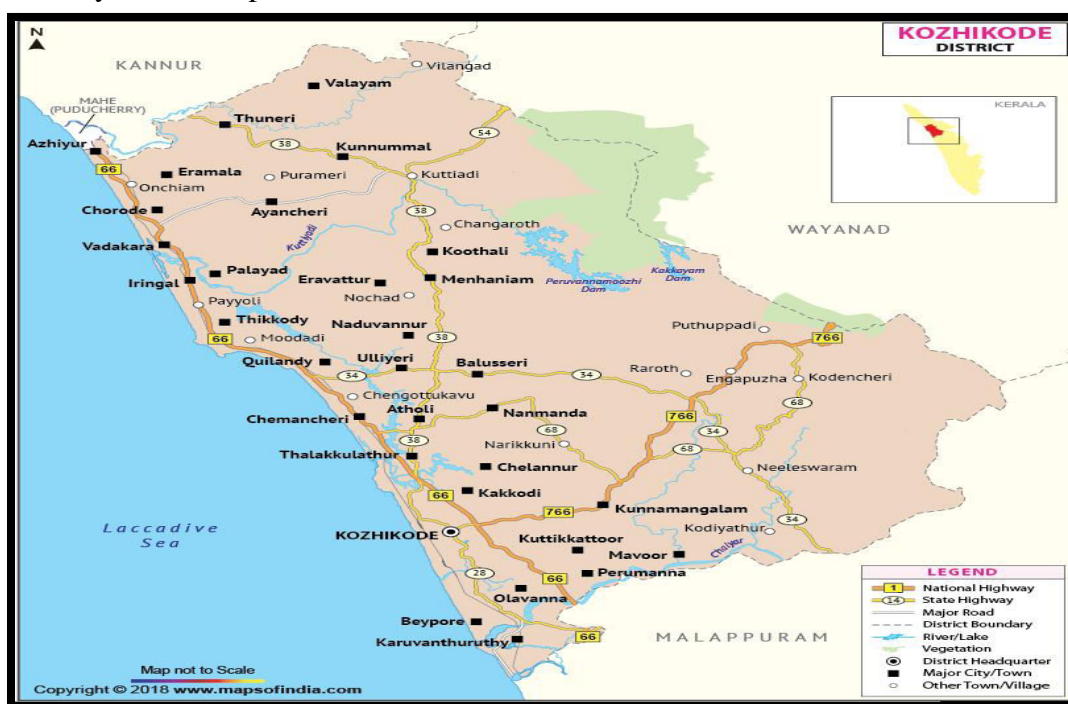 N
KOZHIKODE
DISTRICT
KANNUR
Vilangad
Valayam
MAHE
(PUDUCHERRY)
KERALA
Thuneri
54
38
Azhiyur
Kunnummal
66
Eramala
Purameri
Kuttiadi
Onchiam
Chorode
Ayancheri
38
Changaroth
WAYANAD
Kuttiyadi
Vadakara
Koothali
Palayad
Kakkayam
Dam
Iringal
Eravattur
Menhaniam
Peruvannamoozhi
Dam
Payyoli
Nochad
Thikkody
Naduvannur
Puthuppadi
66
Moodadi
38
766
Quilandy
Ulliyeri
Balusseri
Raroth
34
34
Engapuzha
Kodencheri
Chengottukavu
68
Chemancheri
Atholi
Nanmanda
766
68
34
38
Narikkuni
68
Thalakkulathur
Chelannur
Neeleswaram
66
Kakkodi
766
Kunnamangalam
34
Laccadive
Sea
KOZHIKODE
Kodiyathur
Kuttikkattoor
Mavoor
Chaliyar
28
66
Perumanna
Olavanna
Beypore
Karuvanthuruthy
66
MALAPPURAM
LEGEND
1 National Highway
14 State Highway
Major Road
District Boundary
River/Lake
Vegetation
District Headquarter
Major City/Town
Other Town/Village
Map not to Scale
Copyright © 2018 www.mapsofindia.com